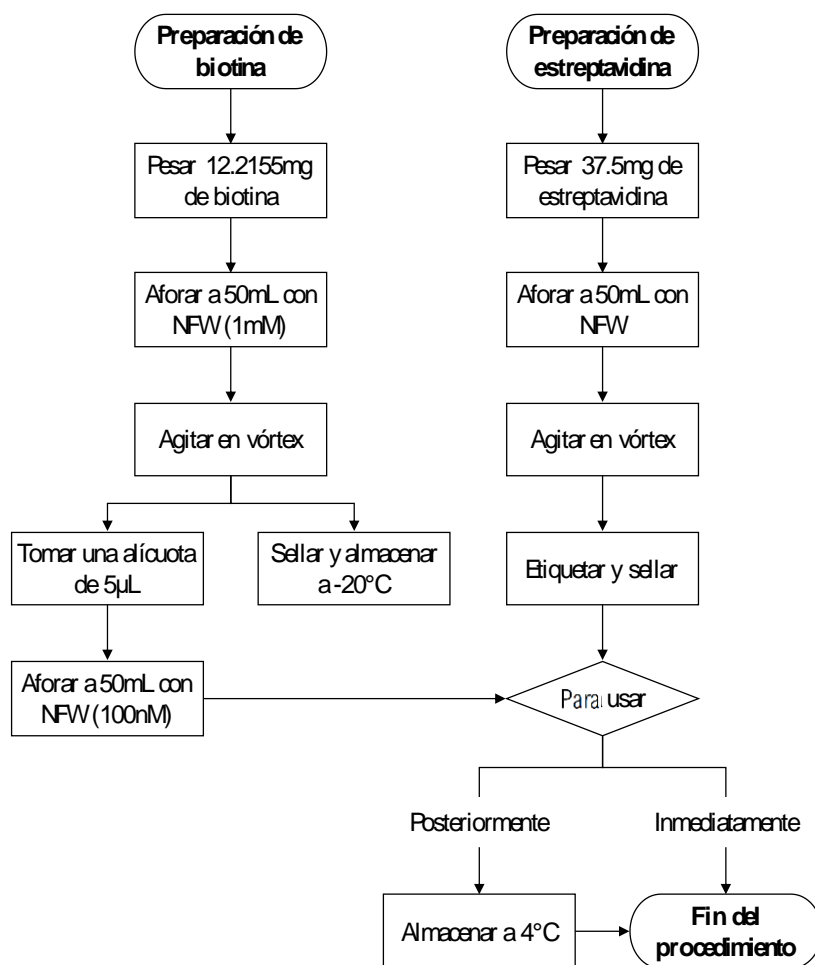 Preparación de
biotina
Pesar 12.2155mg
de biotina
Aforar a 50mL con
NFW (1mM)
Agitar en vórtex
Tomar una alícuota
de 5µL
Sellar y almacenar
a -20°C
Aforar a 50mL con
NFW (100nM)
Preparación de
estreptavidina
Pesar 37.5mg de
estreptavidina
Aforar a 50mL con
NFW
Agitar en vórtex
Etiquetar y sellar
Para usar
Posteriormente
Inmediatamente
Almacenar a 4°C
Fin del
procedimiento